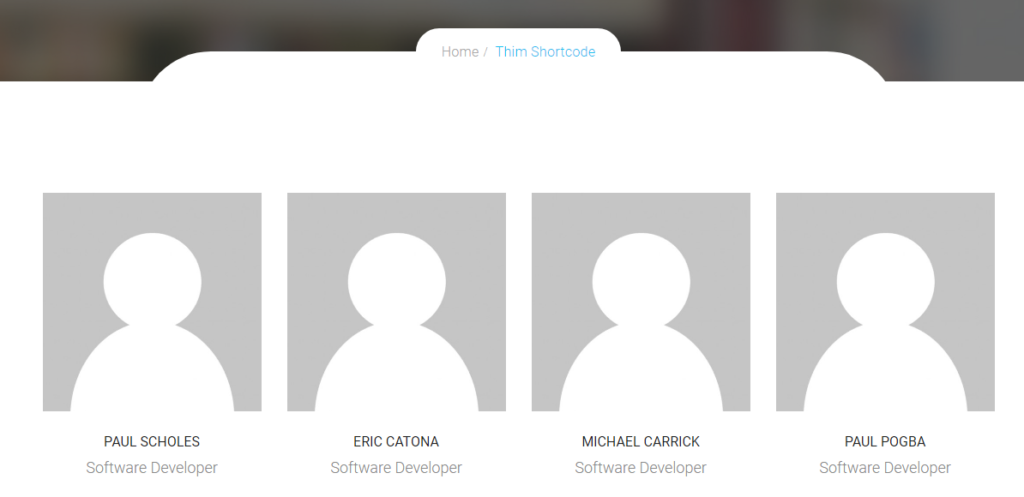 Home / Thim Shortcode
PAUL SCHOLES
Software Developer
ERIC CATONA
Software Developer
MICHAEL CARRICK
Software Developer
PAUL POGBA
Software Developer